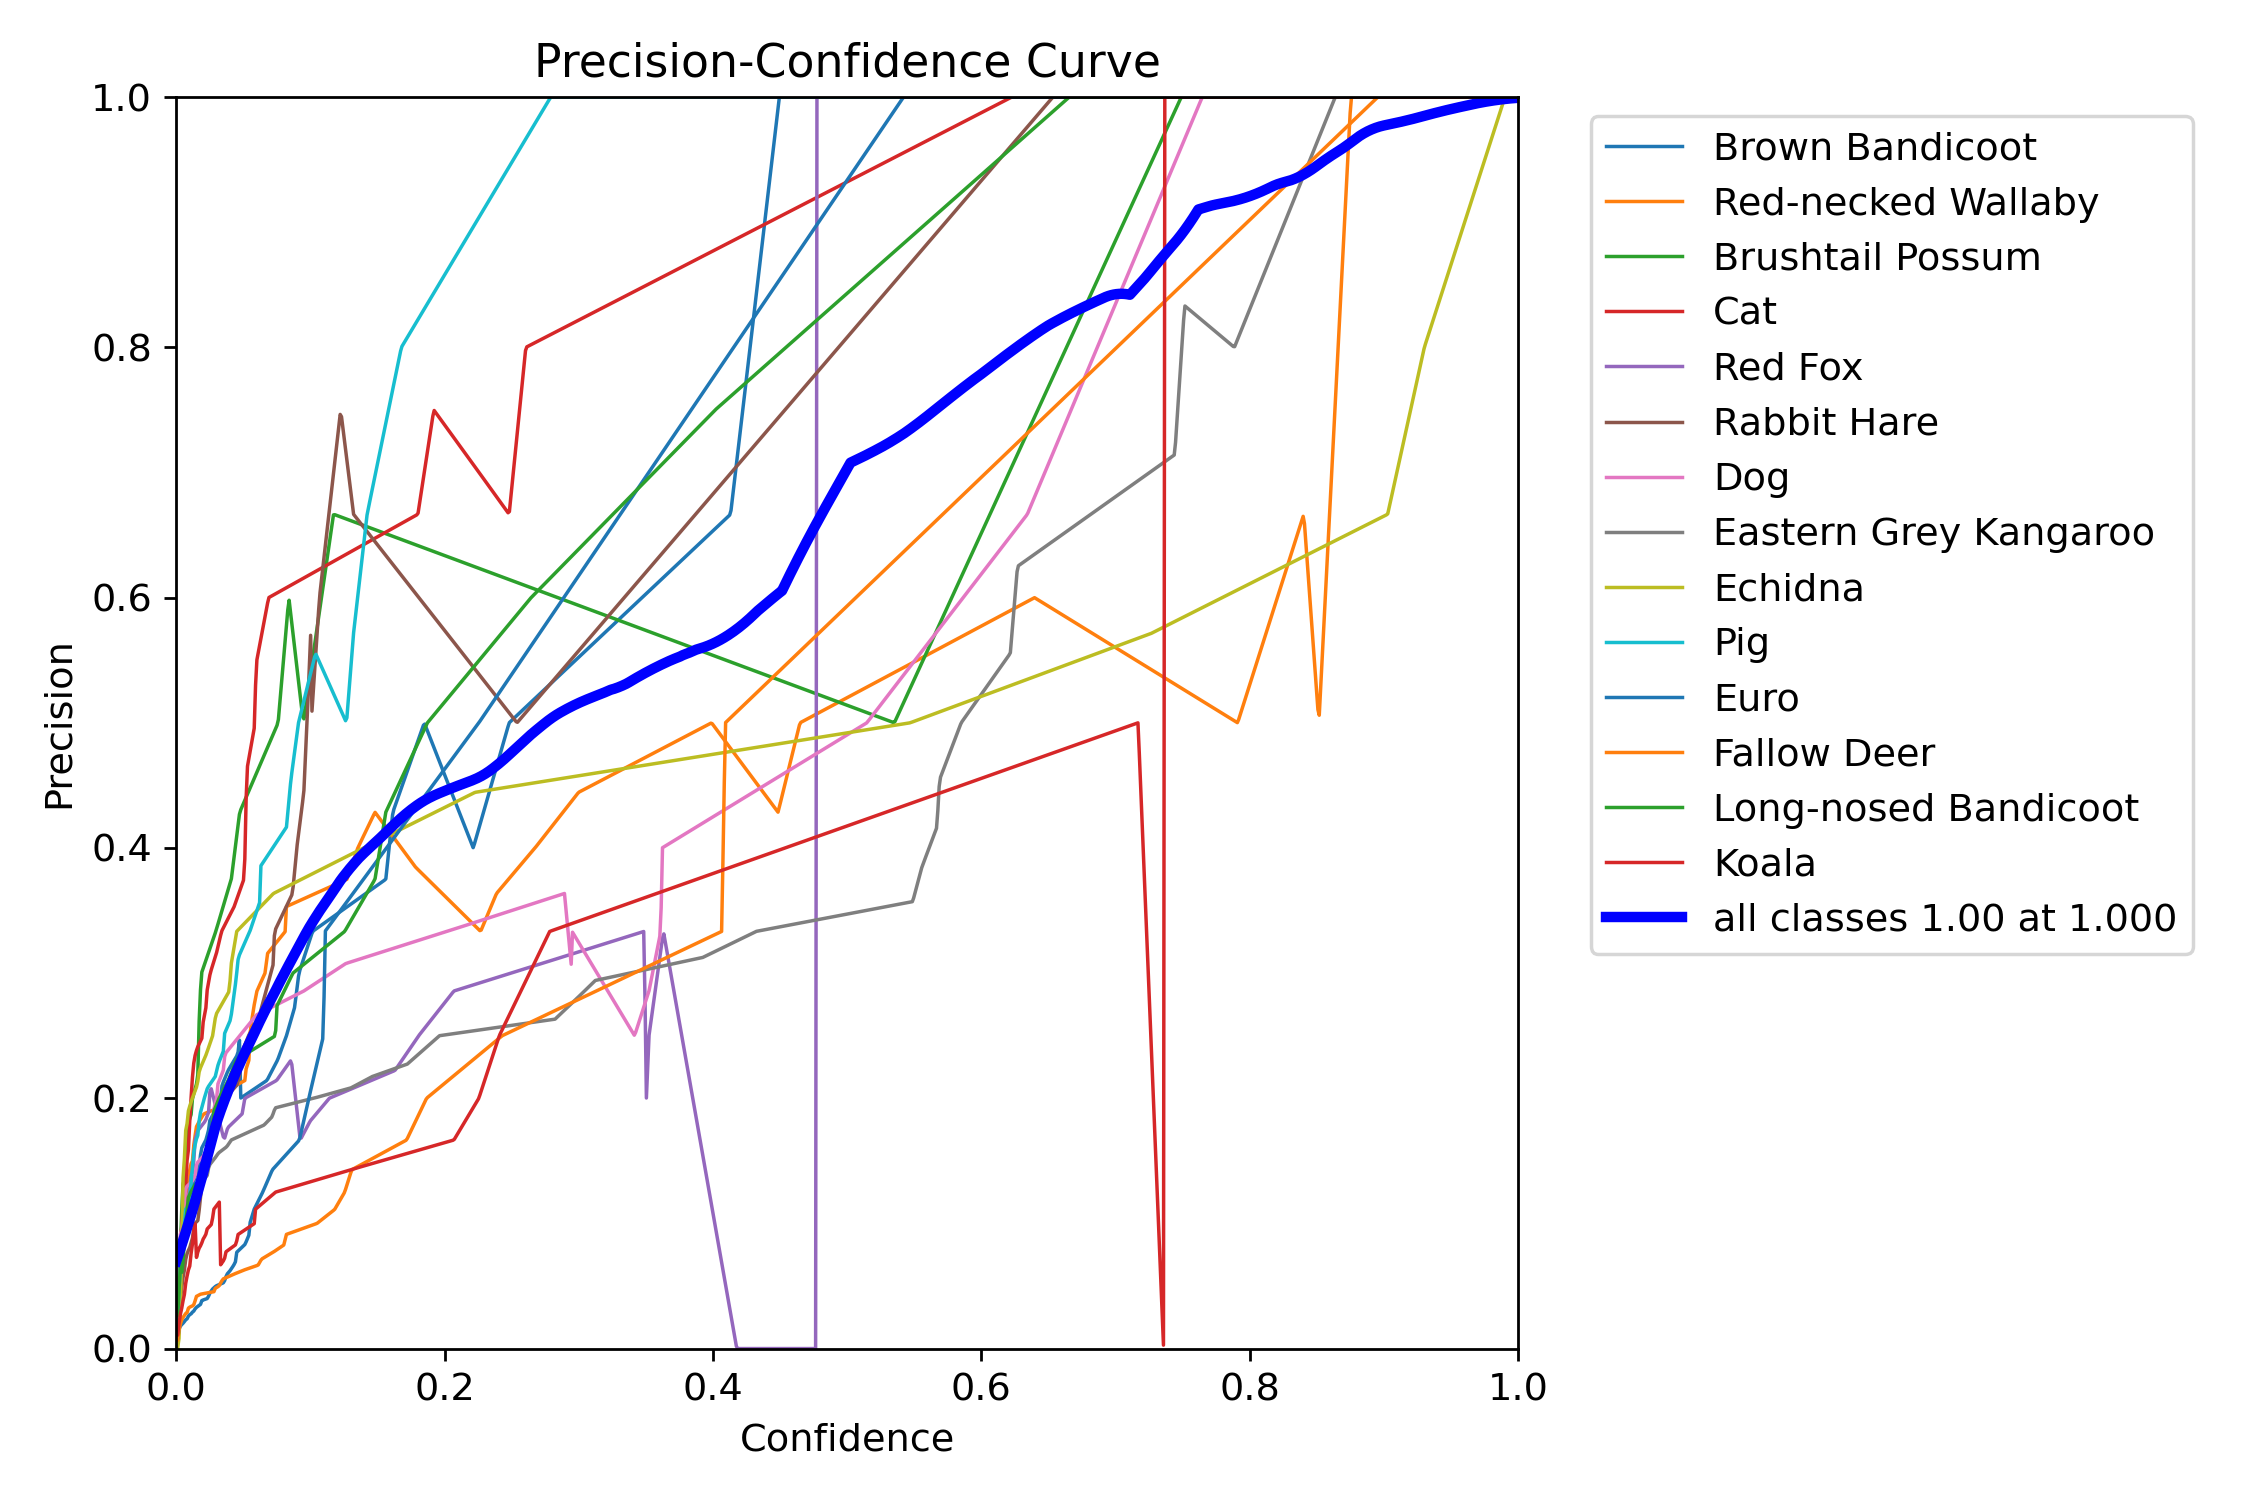 Precision-Confidence Curve
1.0
0.8
0.6
0.4
0.2
0.0
Precision
0.0 0.2 0.4 0.6 0.8 1.0
Confidence
Brown Bandicoot
Red-necked Wallaby
Brushtail Possum
Cat
Red Fox
Rabbit Hare
Dog
Eastern Grey Kangaroo
Echidna
Pig
Euro
Fallow Deer
Long-nosed Bandicoot
Koala
all classes 1.00 at 1.000